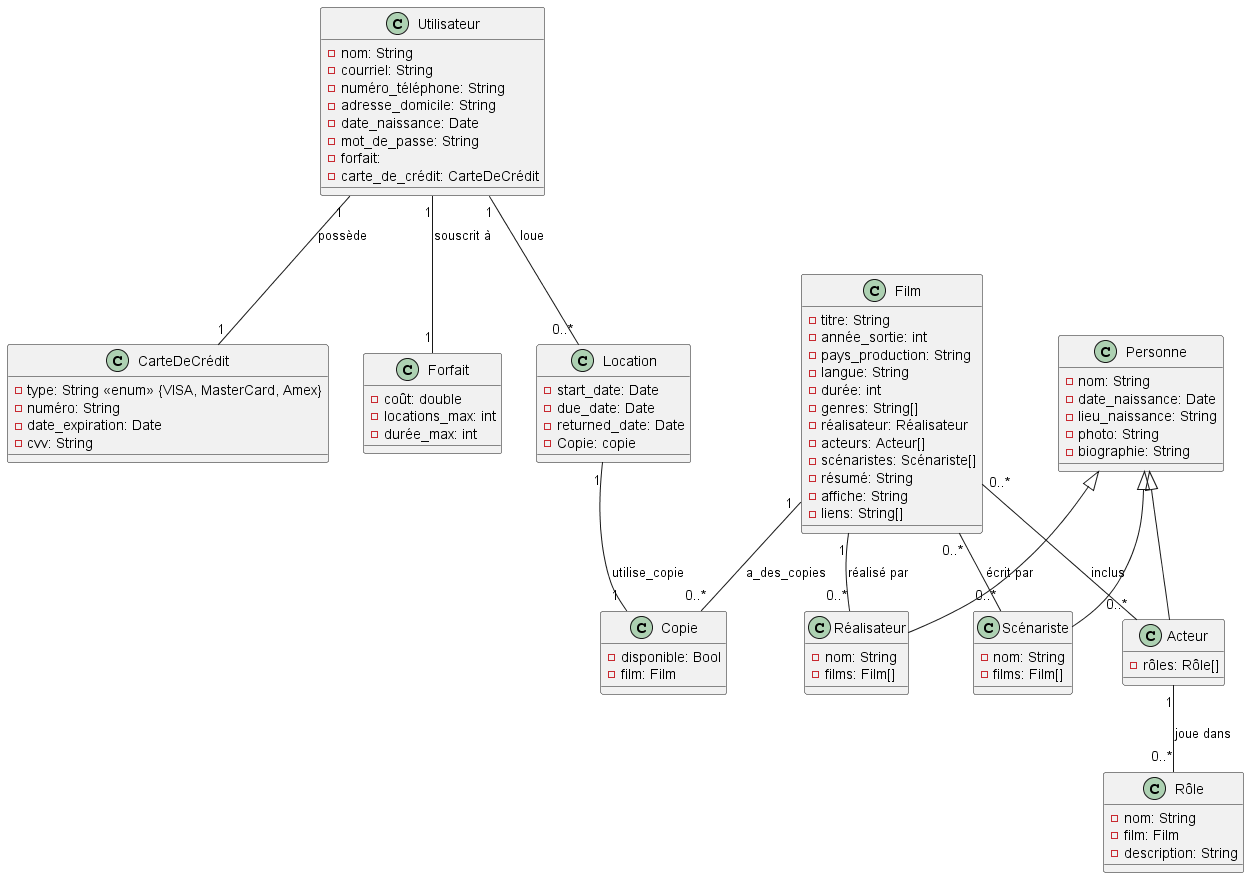 C Utilisateur
nom: String
courriel: String
numéro_téléphone: String
adresse_domicile: String
date_naissance: Date
mot_de_passe: String
forfait:
carte_de_crédit: CarteDeCrédit
1
possède
1
1
souscrit à
1
1
loue
0..*
C CarteDeCrédit
type: String «enum» {VISA, MasterCard, Amex}
numéro: String
date_expiration: Date
cvv: String
C Forfait
coût: double
locations_max: int
durée_max: int
C Location
start_date: Date
due_date: Date
returned_date: Date
Copie: copie
C Film
titre: String
année_sortie: int
pays_production: String
langue: String
durée: int
genres: String[]
réalisateur: Réalisateur
acteurs: Acteur[]
scénaristes: Scénariste[]
résumé: String
affiche: String
liens: String[]
C Personne
nom: String
date_naissance: Date
lieu_naissance: String
photo: String
biographie: String
1
utilise_copie
1
1
a_des_copies
0..*
1
réalisé par
0..*
0..*
écrit par
0..*
0..*
inclus
0..*
C Copie
disponible: Bool
film: Film
C Réalisateur
nom: String
films: Film[]
C Scénariste
nom: String
films: Film[]
C Acteur
rôles: Rôle[]
1
joue dans
0..*
C Rôle
nom: String
film: Film
description: String